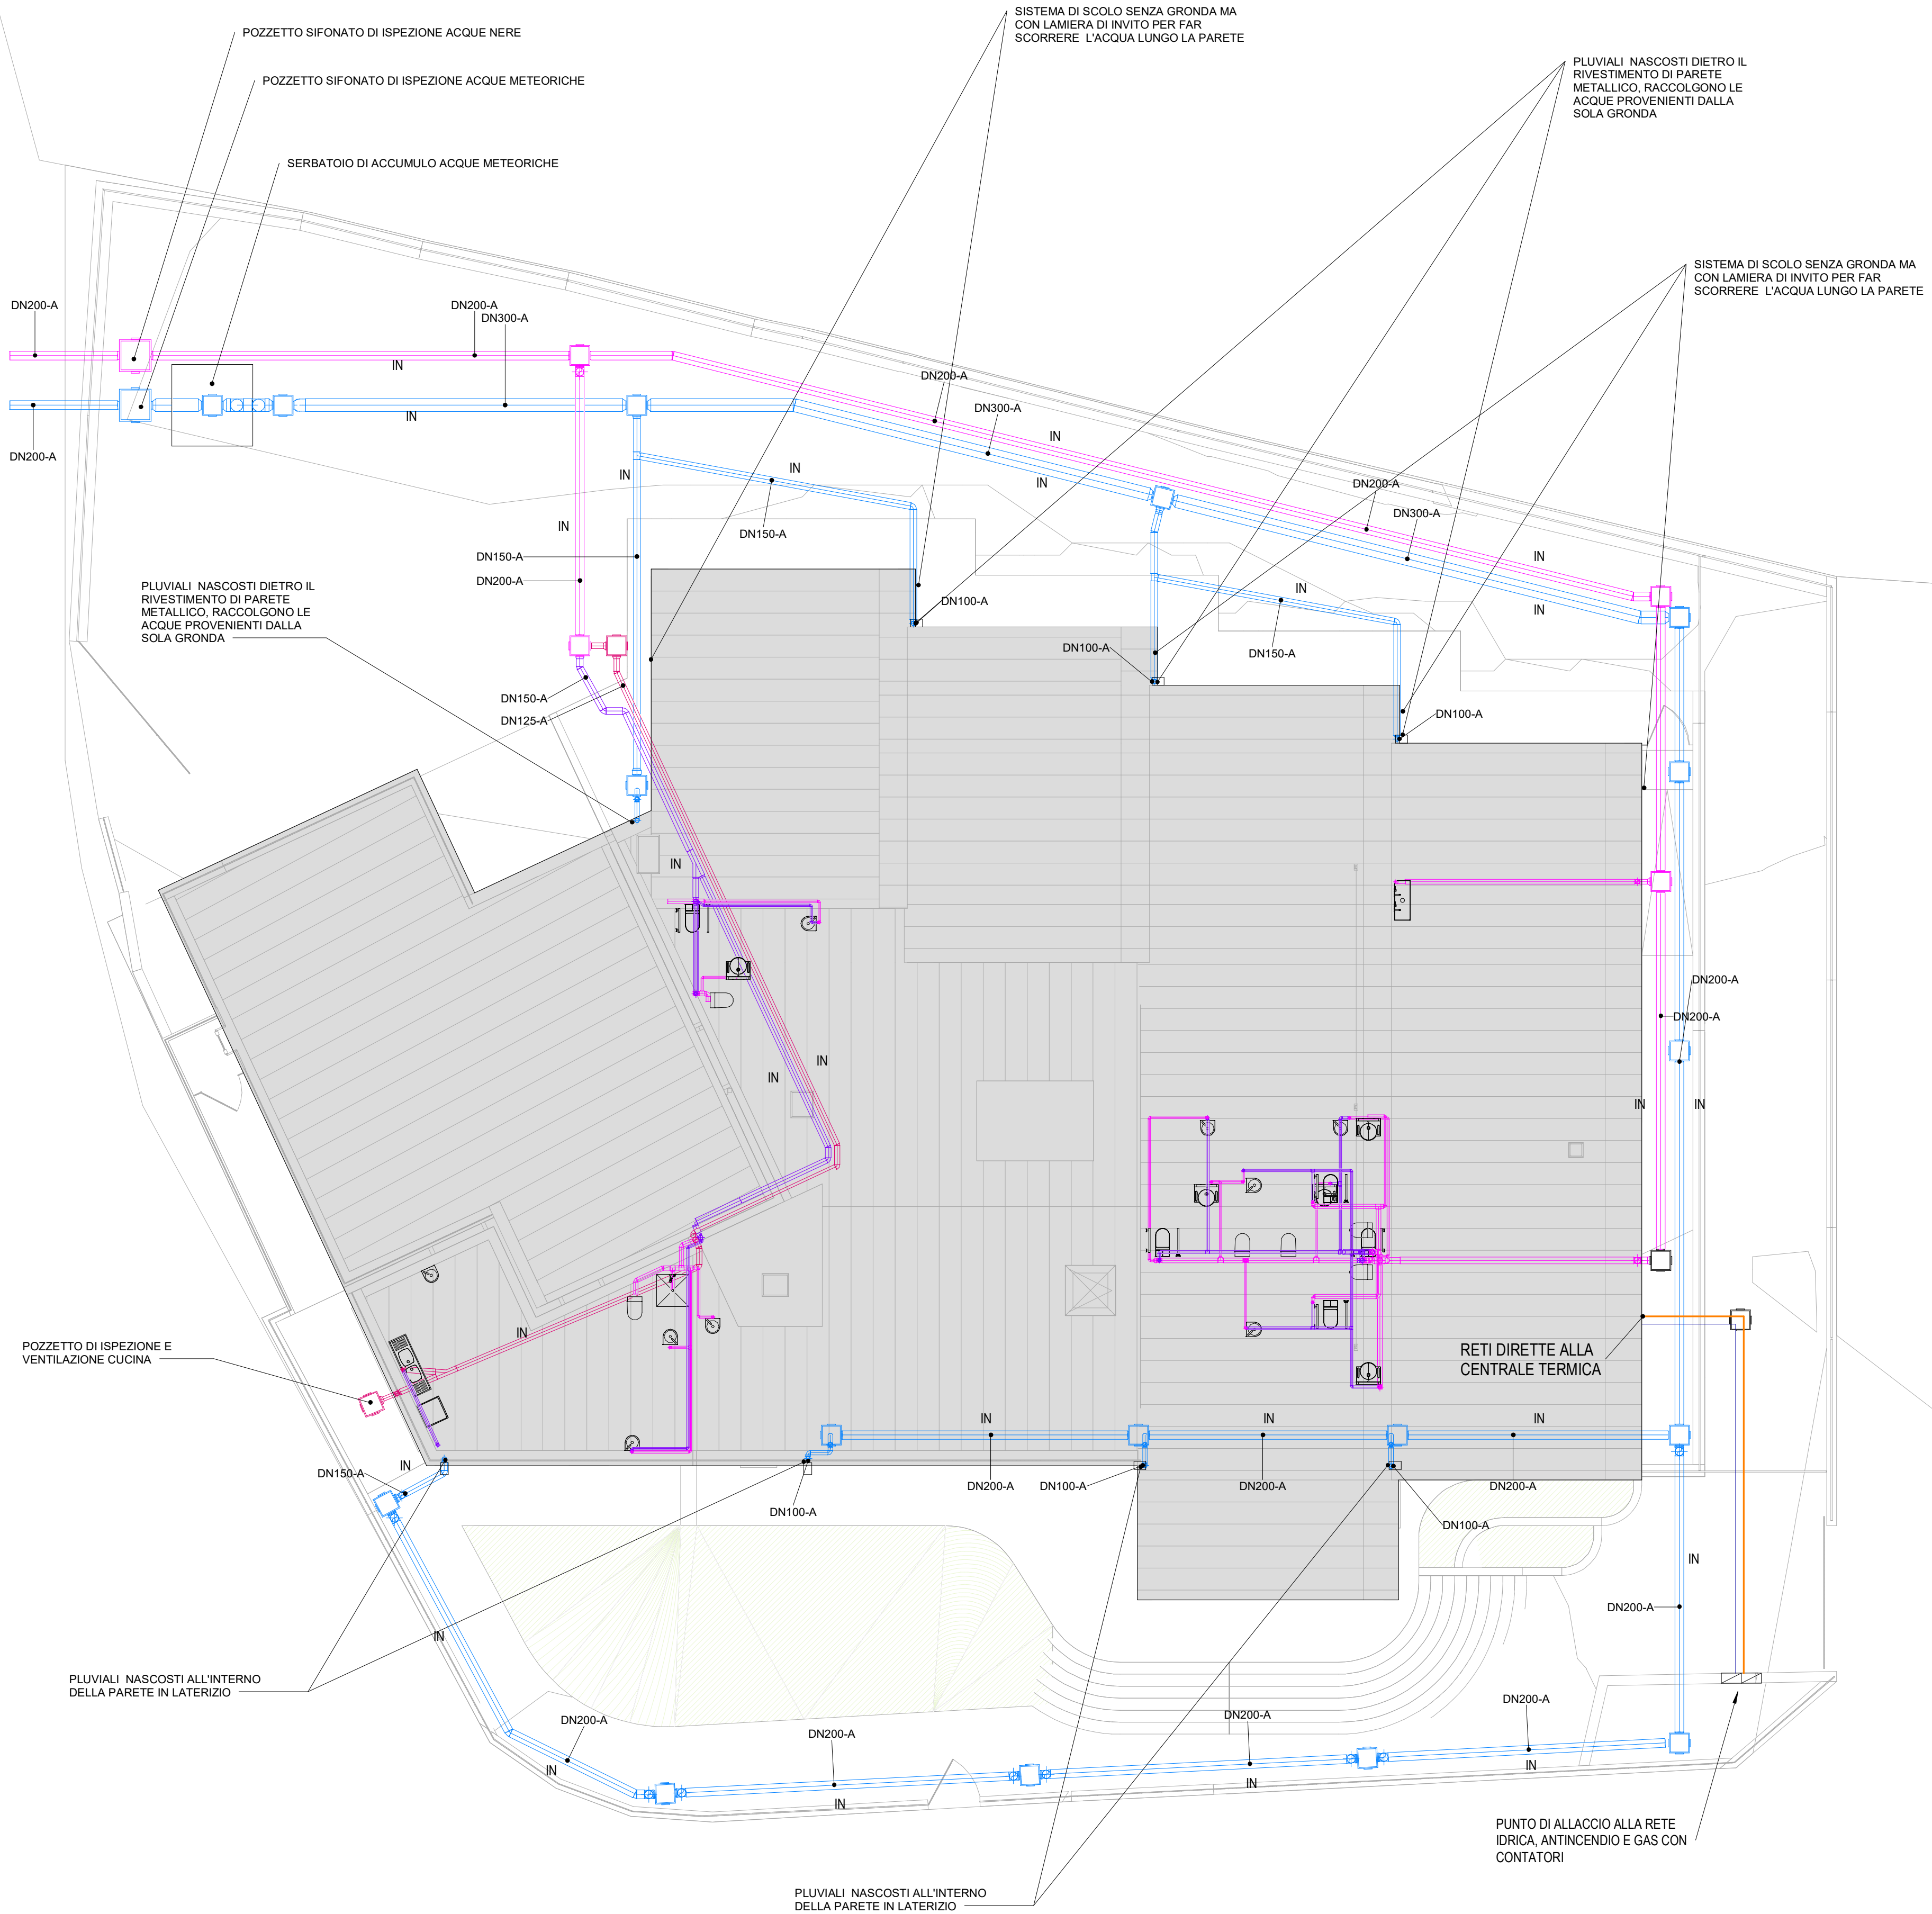 SISTEMA DI SCOLO SENZA GRONDA MA
CON LAMIERA DI INVITO PER FAR
SCORRERE L'ACQUA LUNGO LA PARETE
POZZETTO SIFONATO DI ISPEZIONE ACQUE NERE
PLUVIALI NASCOSTI DIETRO IL
RIVESTIMENTO DI PARETE
METALLICO, RACCOLGONO LE
ACQUE PROVENIENTI DALLA
SOLA GRONDA
POZZETTO SIFONATO DI ISPEZIONE ACQUE METEORICHE
SERBATOIO DI ACCUMULO ACQUE METEORICHE
SISTEMA DI SCOLO SENZA GRONDA MA
CON LAMIERA DI INVITO PER FAR
SCORRERE L'ACQUA LUNGO LA PARETE
DN200-A
DN200-A
DN300-A
IN
DN200-A
DN300-A
IN
IN
DN200-A
IN
IN
IN
IN
DN200-A
DN300-A
DN150-A
IN
DN150-A
IN
DN200-A
IN
IN
PLUVIALI NASCOSTI DIETRO IL
RIVESTIMENTO DI PARETE
METALLICO, RACCOLGONO LE
ACQUE PROVENIENTI DALLA
SOLA GRONDA
DN100-A
DN100-A
DN150-A
DN150-A
DN125-A
DN100-A
IN
DN200-A
DN200-A
IN
IN
IN
IN
IN
POZZETTO DI ISPEZIONE E
VENTILAZIONE CUCINA
RETI DIRETTE ALLA
CENTRALE TERMICA
IN
IN
IN
IN
DN150-A
DN200-A
DN100-A
DN200-A
DN200-A
DN100-A
DN100-A
IN
DN200-A
IN
PLUVIALI NASCOSTI ALL'INTERNO
DELLA PARETE IN LATERIZIO
DN200-A
DN200-A
DN200-A
DN200-A
IN
IN
IN
IN
PUNTO DI ALLACCIO ALLA RETE
IDRICA, ANTINCENDIO E GAS CON
CONTATORI
PLUVIALI NASCOSTI ALL'INTERNO
DELLA PARETE IN LATERIZIO